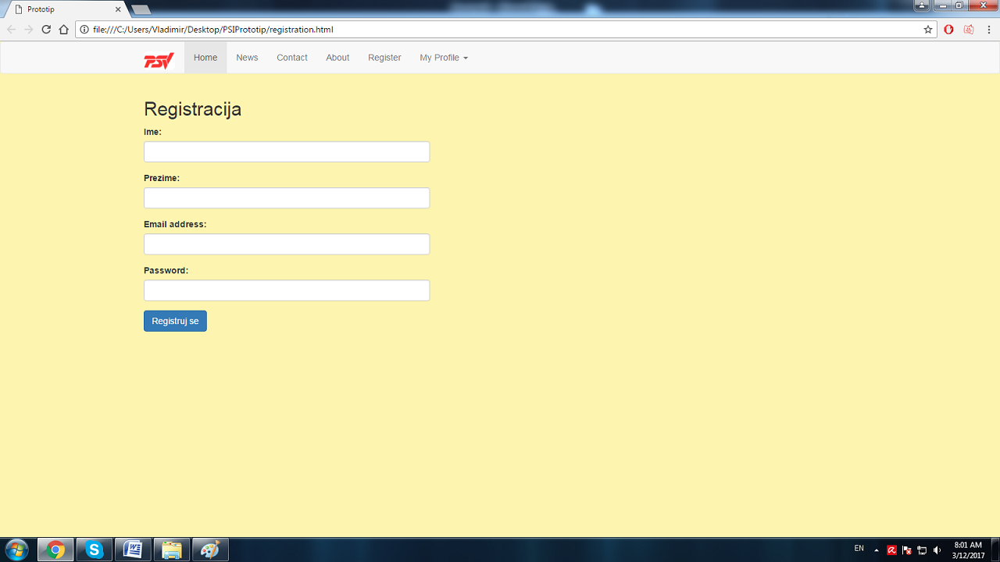 Prototip
file:///C:/Users/Vladimir/Desktop/PSIPrototip/registration.html
PSV Home News Contact About Register My Profile
Registracija
Ime:
Prezime:
Email address:
Password:
Registruj se
EN
8:01 AM
3/12/2017